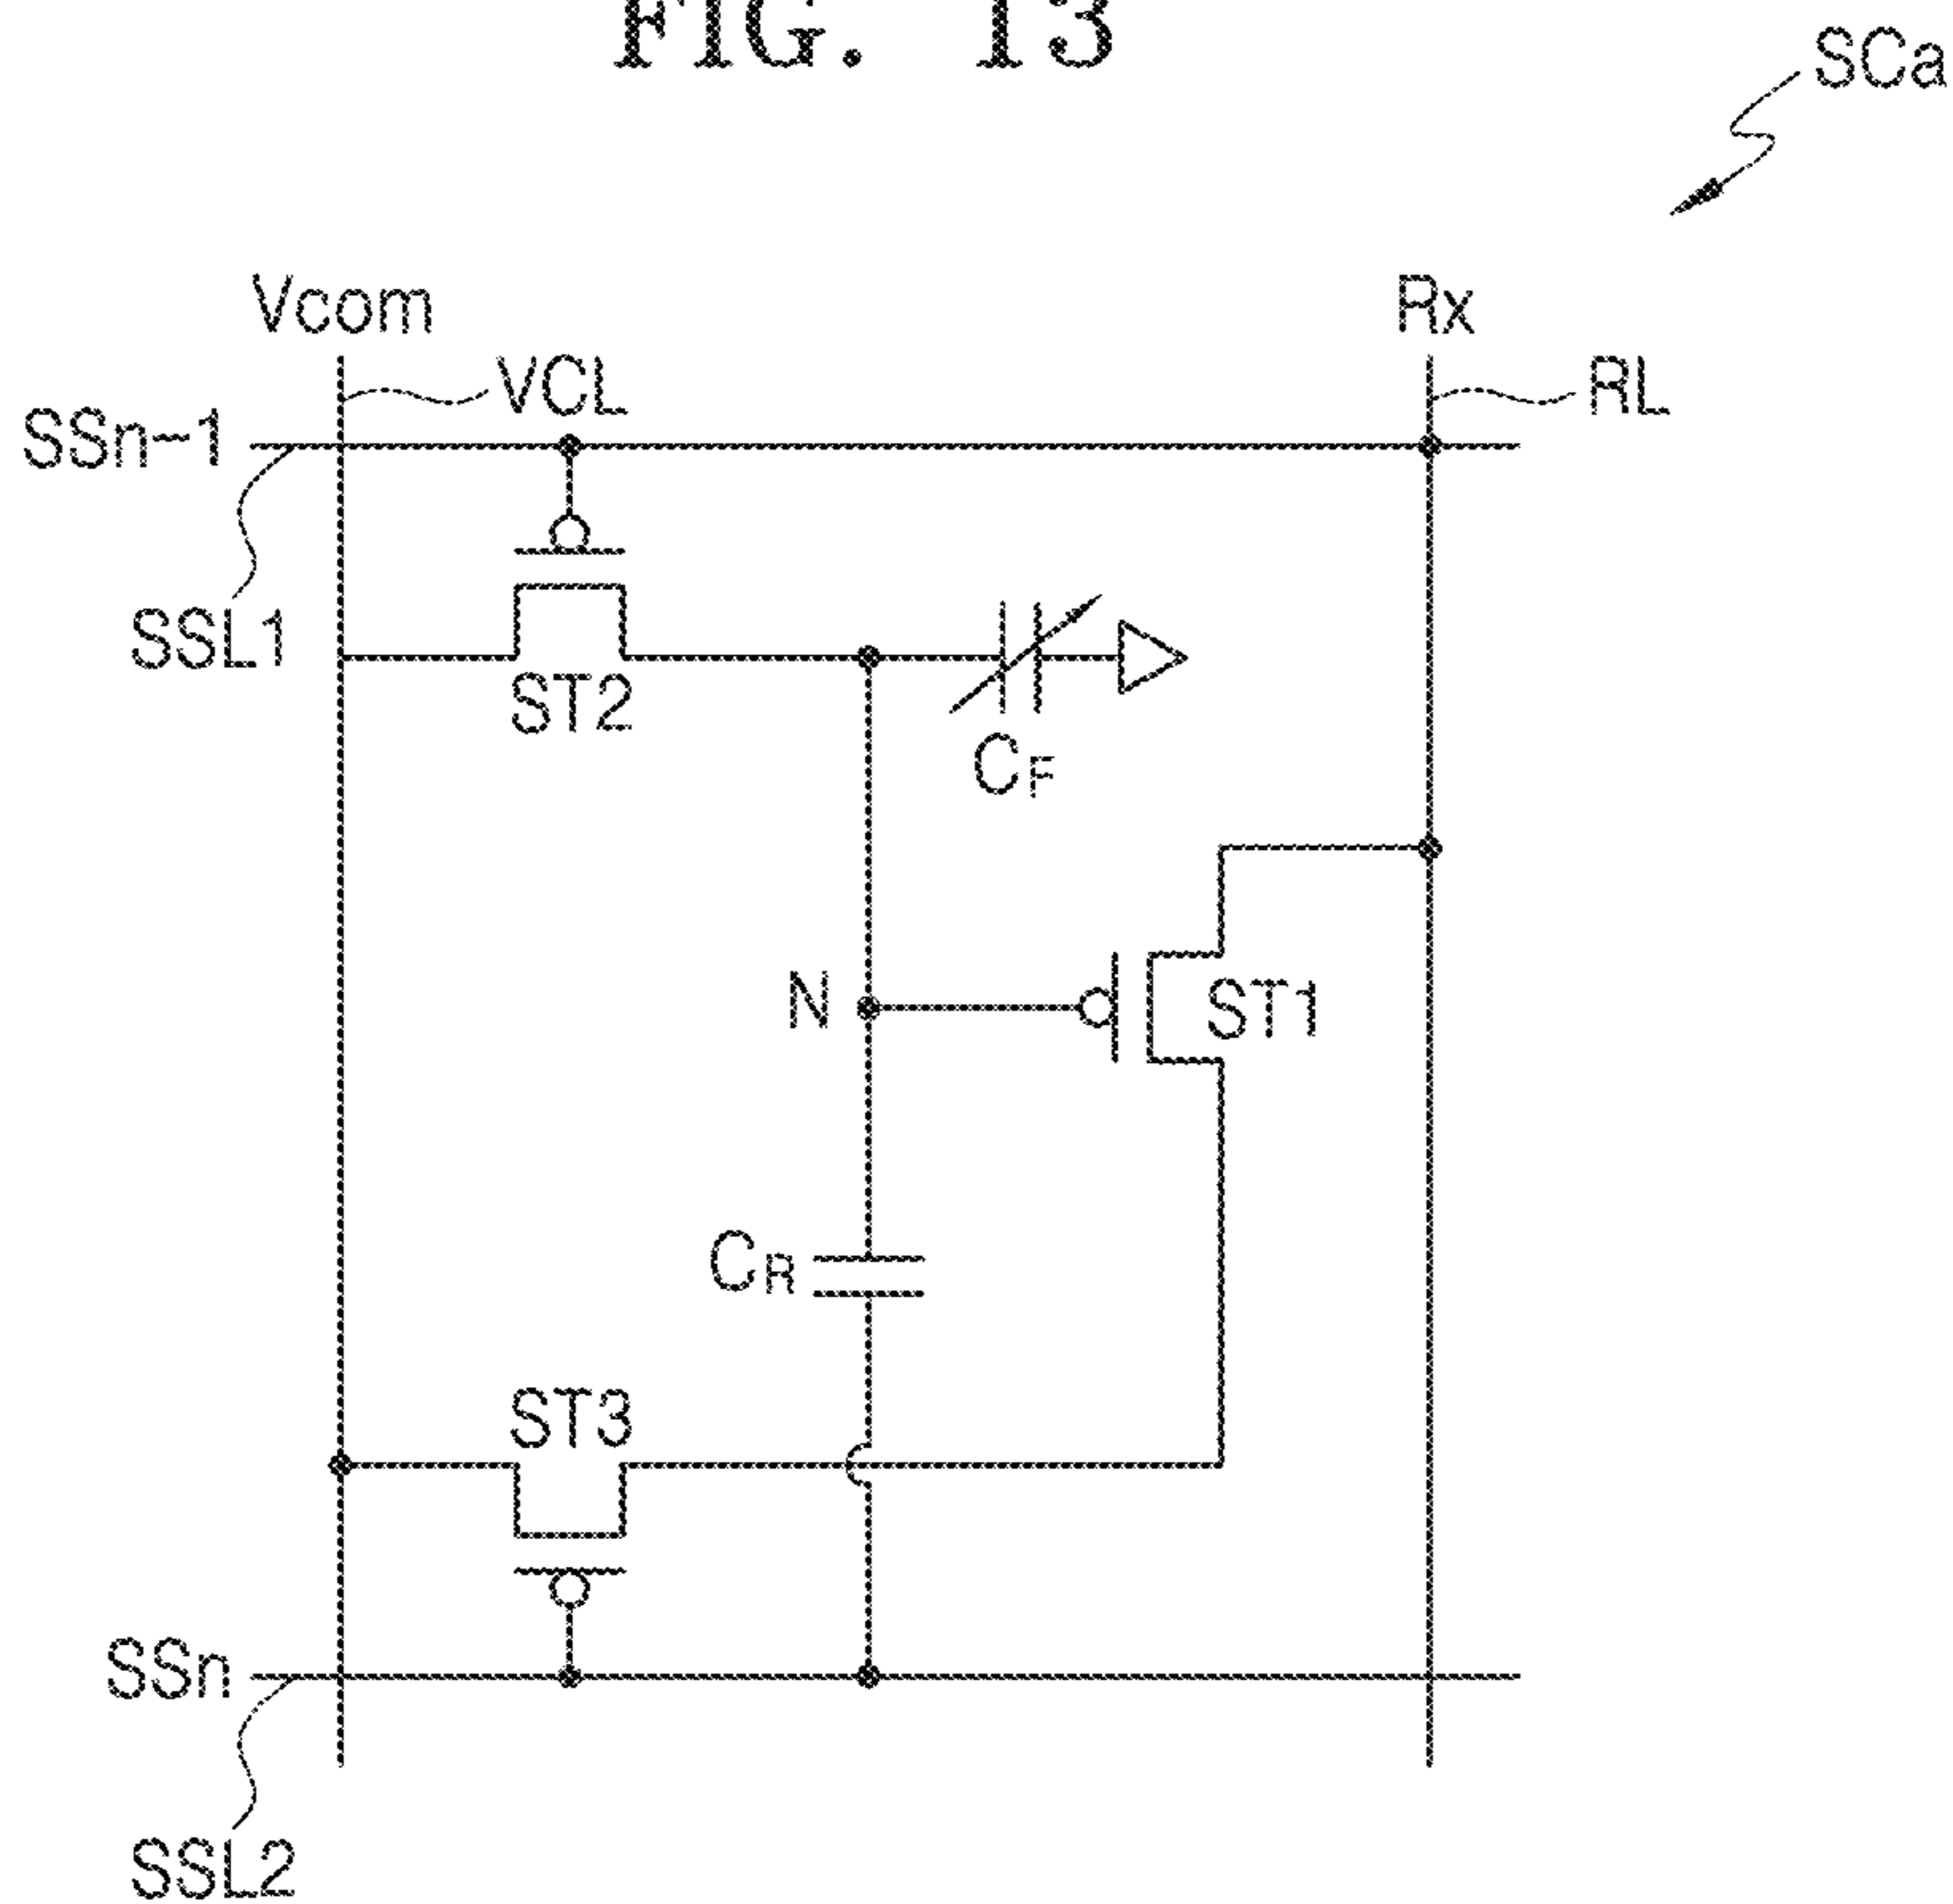 FIG. 13
SCa
Vcom
Rx
VCL
RL
SSn-1
SSL1
ST2
CF
N
ST1
CR
ST3
SSn
SSL2